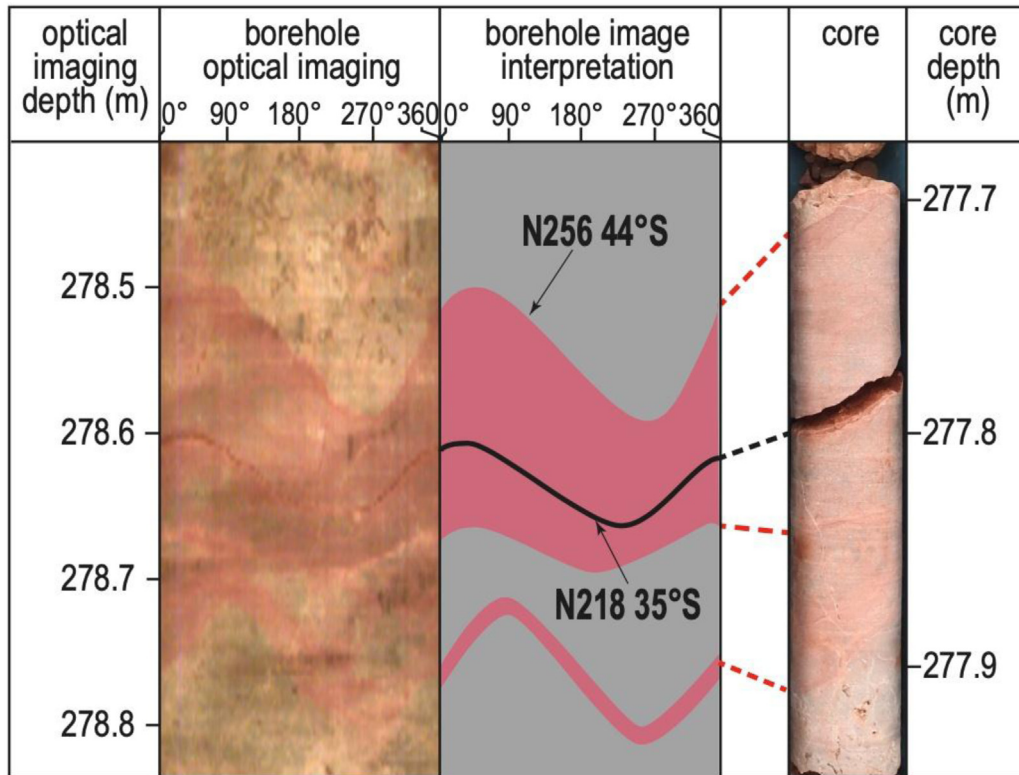 optical
imaging
depth (m)
borehole
optical imaging
0° 90° 180° 270° 360
borehole image
interpretation
0° 90° 180° 270° 360
core
core
depth
(m)
N256 44°S
N218 35°S
278.5
278.6
278.7
278.8
277.7
277.8
277.9